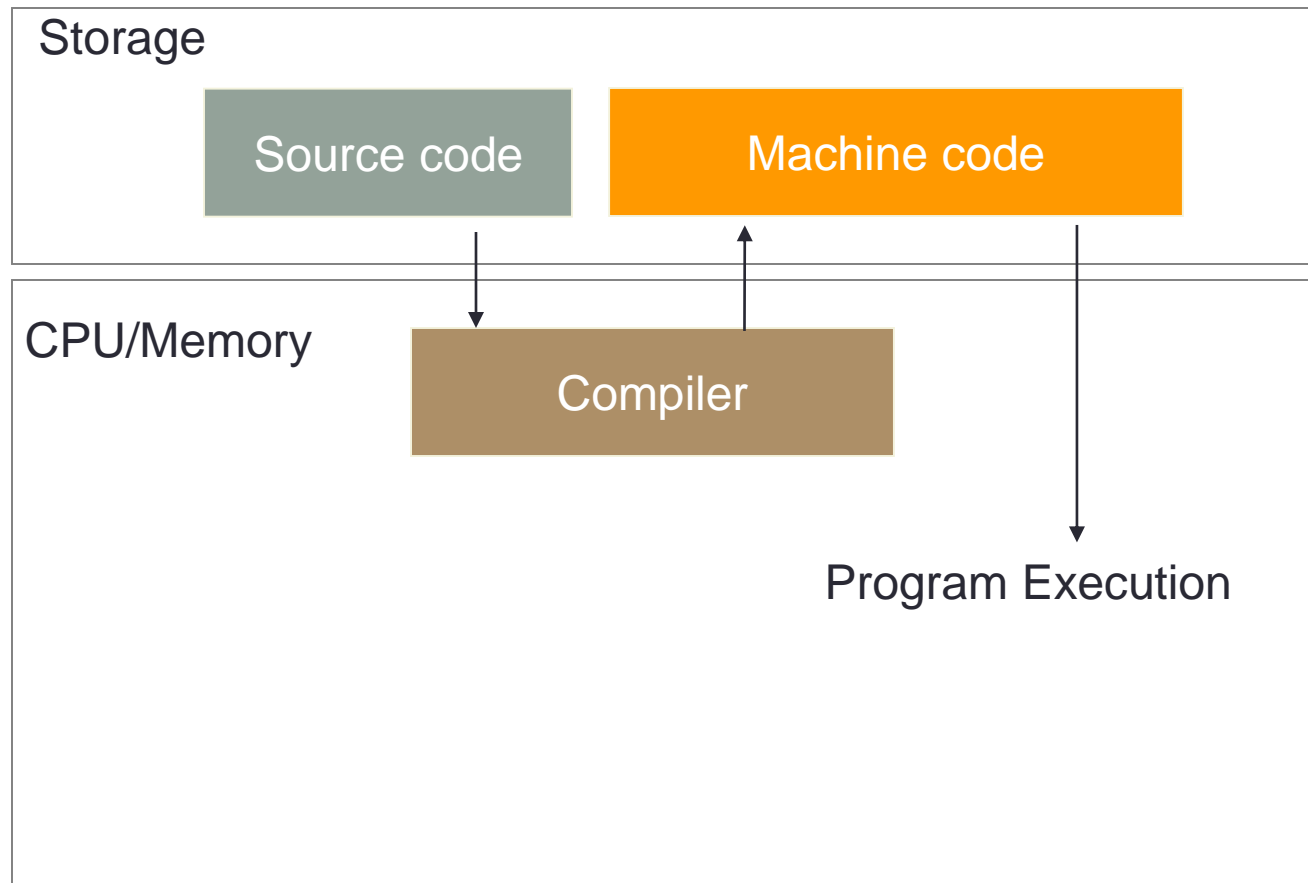 Storage
Source code
Machine code
CPU/Memory
Compiler
Program Execution